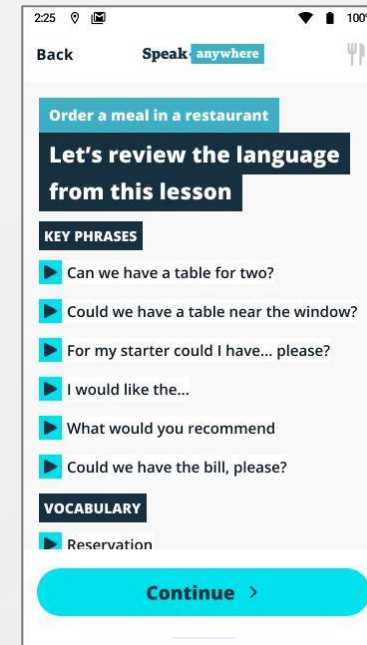 2:25 100%
Back Speak anywhere
Order a meal in a restaurant
Let's review the language
from this lesson
KEY PHRASES
Can we have a table for two?
Could we have a table near the window?
For my starter could I have... please?
I would like the...
What would you recommend
Could we have the bill, please?
VOCABULARY
Reservation
Continue